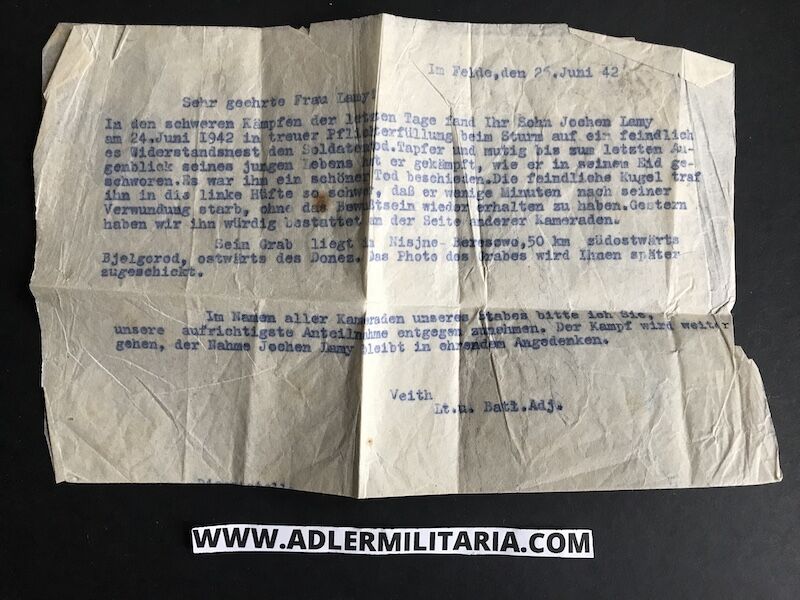 Im Felde,den 26.Juni 42
Sehr geehrte Frau Lamy!
In den schweren Kämpfen der letzten Tage fand Ihr Sohn Jochen Lamy
am 24.Juni 1942 in treuer Pflichterfüllung beim Sturm auf ein feindlich
es Widerstandsnest den Soldatentod.Tapfer und mutig bis zum letzten Au-
genblick seines jungen Lebens hat er gekämpft, wie er in seinem Eid ge-
schworen.Es war ihm ein schöner Tod beschieden.Die feindliche Kugel traf
ihn in die linke Hüfte so schwer, daß er wenige Minuten nach seiner
Verwundung starb, ohne das Bewußtsein wieder erhalten zu haben.Gestern
haben wir ihn würdig bestattet an der Seite anderer Kameraden.
Sein Grab liegt in Nisjne-Beresowo,50 km südostwärts
Bjelgorod, ostwärts des Donez.Das Photo des Grabes wird Ihnen später-
zugeschickt.
Im Namen aller Kameraden unseres Stabes bitte ich Sie,
unsere aufrichtigste Anteilnahme entgegen zunehmen. Der Kampf wird weiter
gehen, der Nahme Jochen Lamy bleibt in ehrendem Angedenken.
Veith
Lt.u. Batl.Adj.
WWW.ADLERMILITARIA.COM